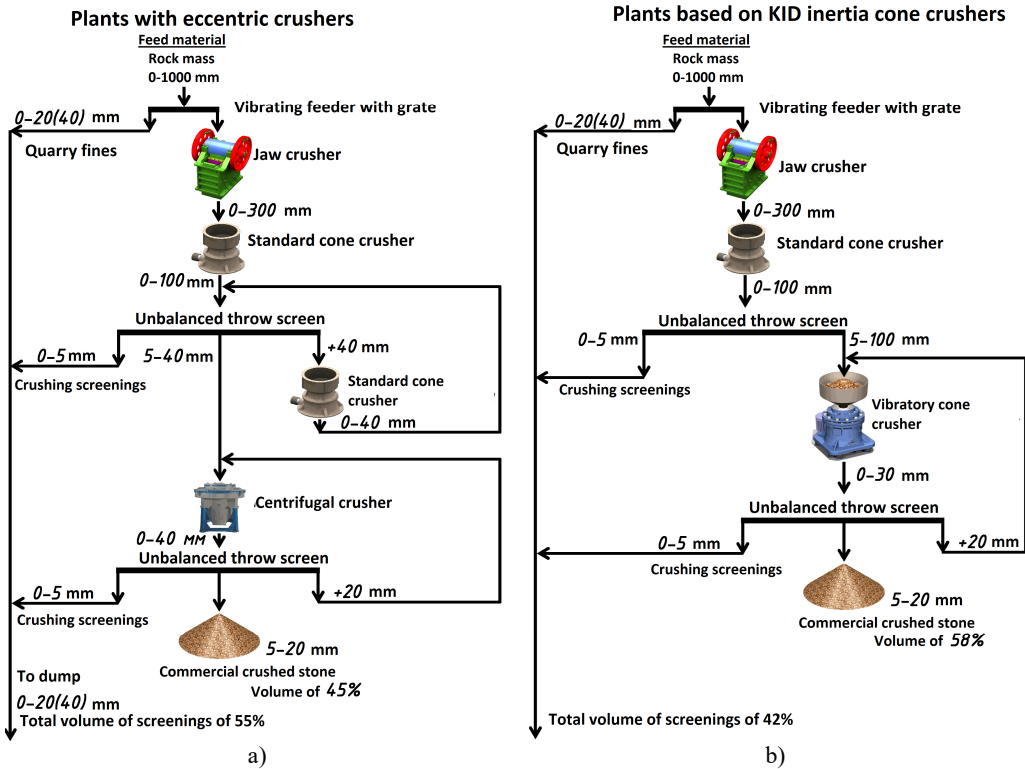 Plants with eccentric crushers
Feed material
Rock mass
0-1000 mm
Vibrating feeder with grate
0-20(40) mm
Quarry fines
Jaw crusher
0-300 mm
Standard cone crusher
0-100 mm
Unbalanced throw screen
0-5 mm
5-40 mm
+40 mm
Crushing screenings
Standard cone
crusher
0-40 mm
Centrifugal crusher
0-40 мм
Unbalanced throw screen
0-5 mm
+20 mm
Crushing screenings
5-20 mm
Commercial crushed stone
Volume of 45%
To dump
0-20(40) mm
Total volume of screenings of 55%
a)
Plants based on KID inertia cone crushers
Feed material
Rock mass
0-1000 mm
Vibrating feeder with grate
0-20(40) mm
Quarry fines
Jaw crusher
0-300 mm
Standard cone crusher
0-100 mm
Unbalanced throw screen
0-5 mm
5-100 mm
Crushing screenings
Vibratory cone
crusher
0-30 mm
Unbalanced throw screen
0-5 mm
+20 mm
Crushing screenings
5-20 mm
Commercial crushed stone
Volume of 58%
Total volume of screenings of 42%
b)